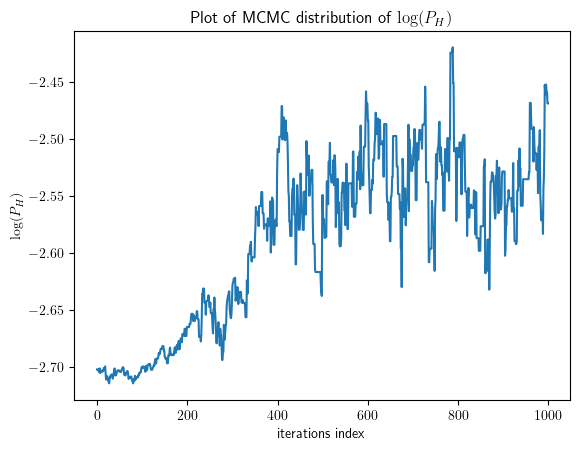 Plot of MCMC distribution of log(P_H)
log(P_H)
−2.45
−2.50
−2.55
−2.60
−2.65
−2.70
0 200 400 600 800 1000
iterations index